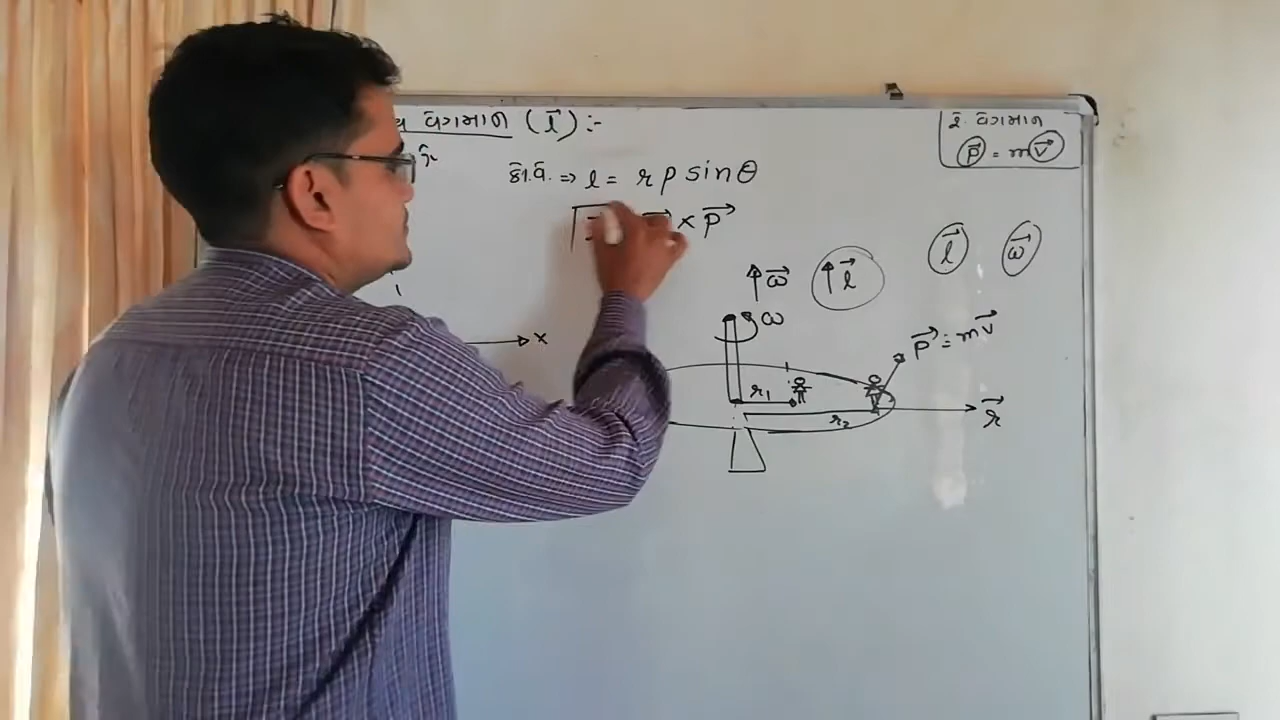 વેગમાન (l⃗) :-
રે. વેગમાન
p⃗ = mv⃗
l = r p sinθ
× p⃗
l⃗ ω⃗
ω⃗ l⃗
ω
p⃗ = mv⃗
x
r₁
r₂ r⃗